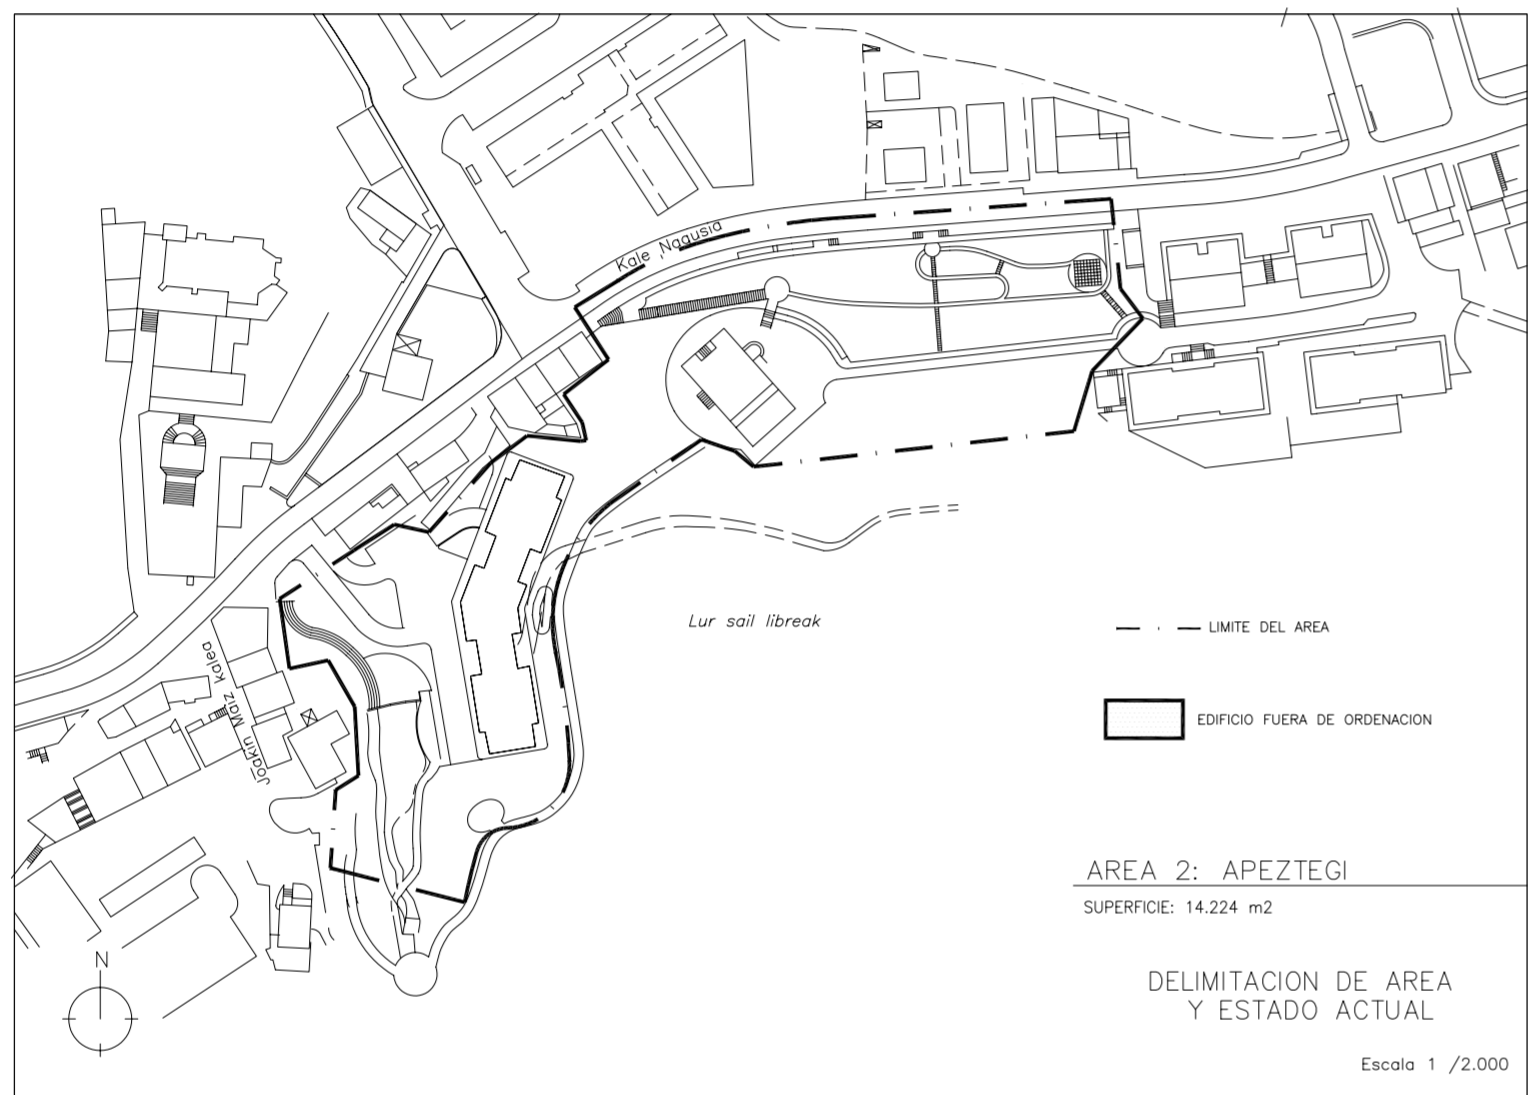 Kale Nagusia
Lur sail libreak
LIMITE DEL AREA
EDIFICIO FUERA DE ORDENACION
Joakin Maiz kalea
AREA 2: APEZTEGI
SUPERFICIE: 14.224 m2
N
DELIMITACION DE AREA
Y ESTADO ACTUAL
Escala 1 /2.000